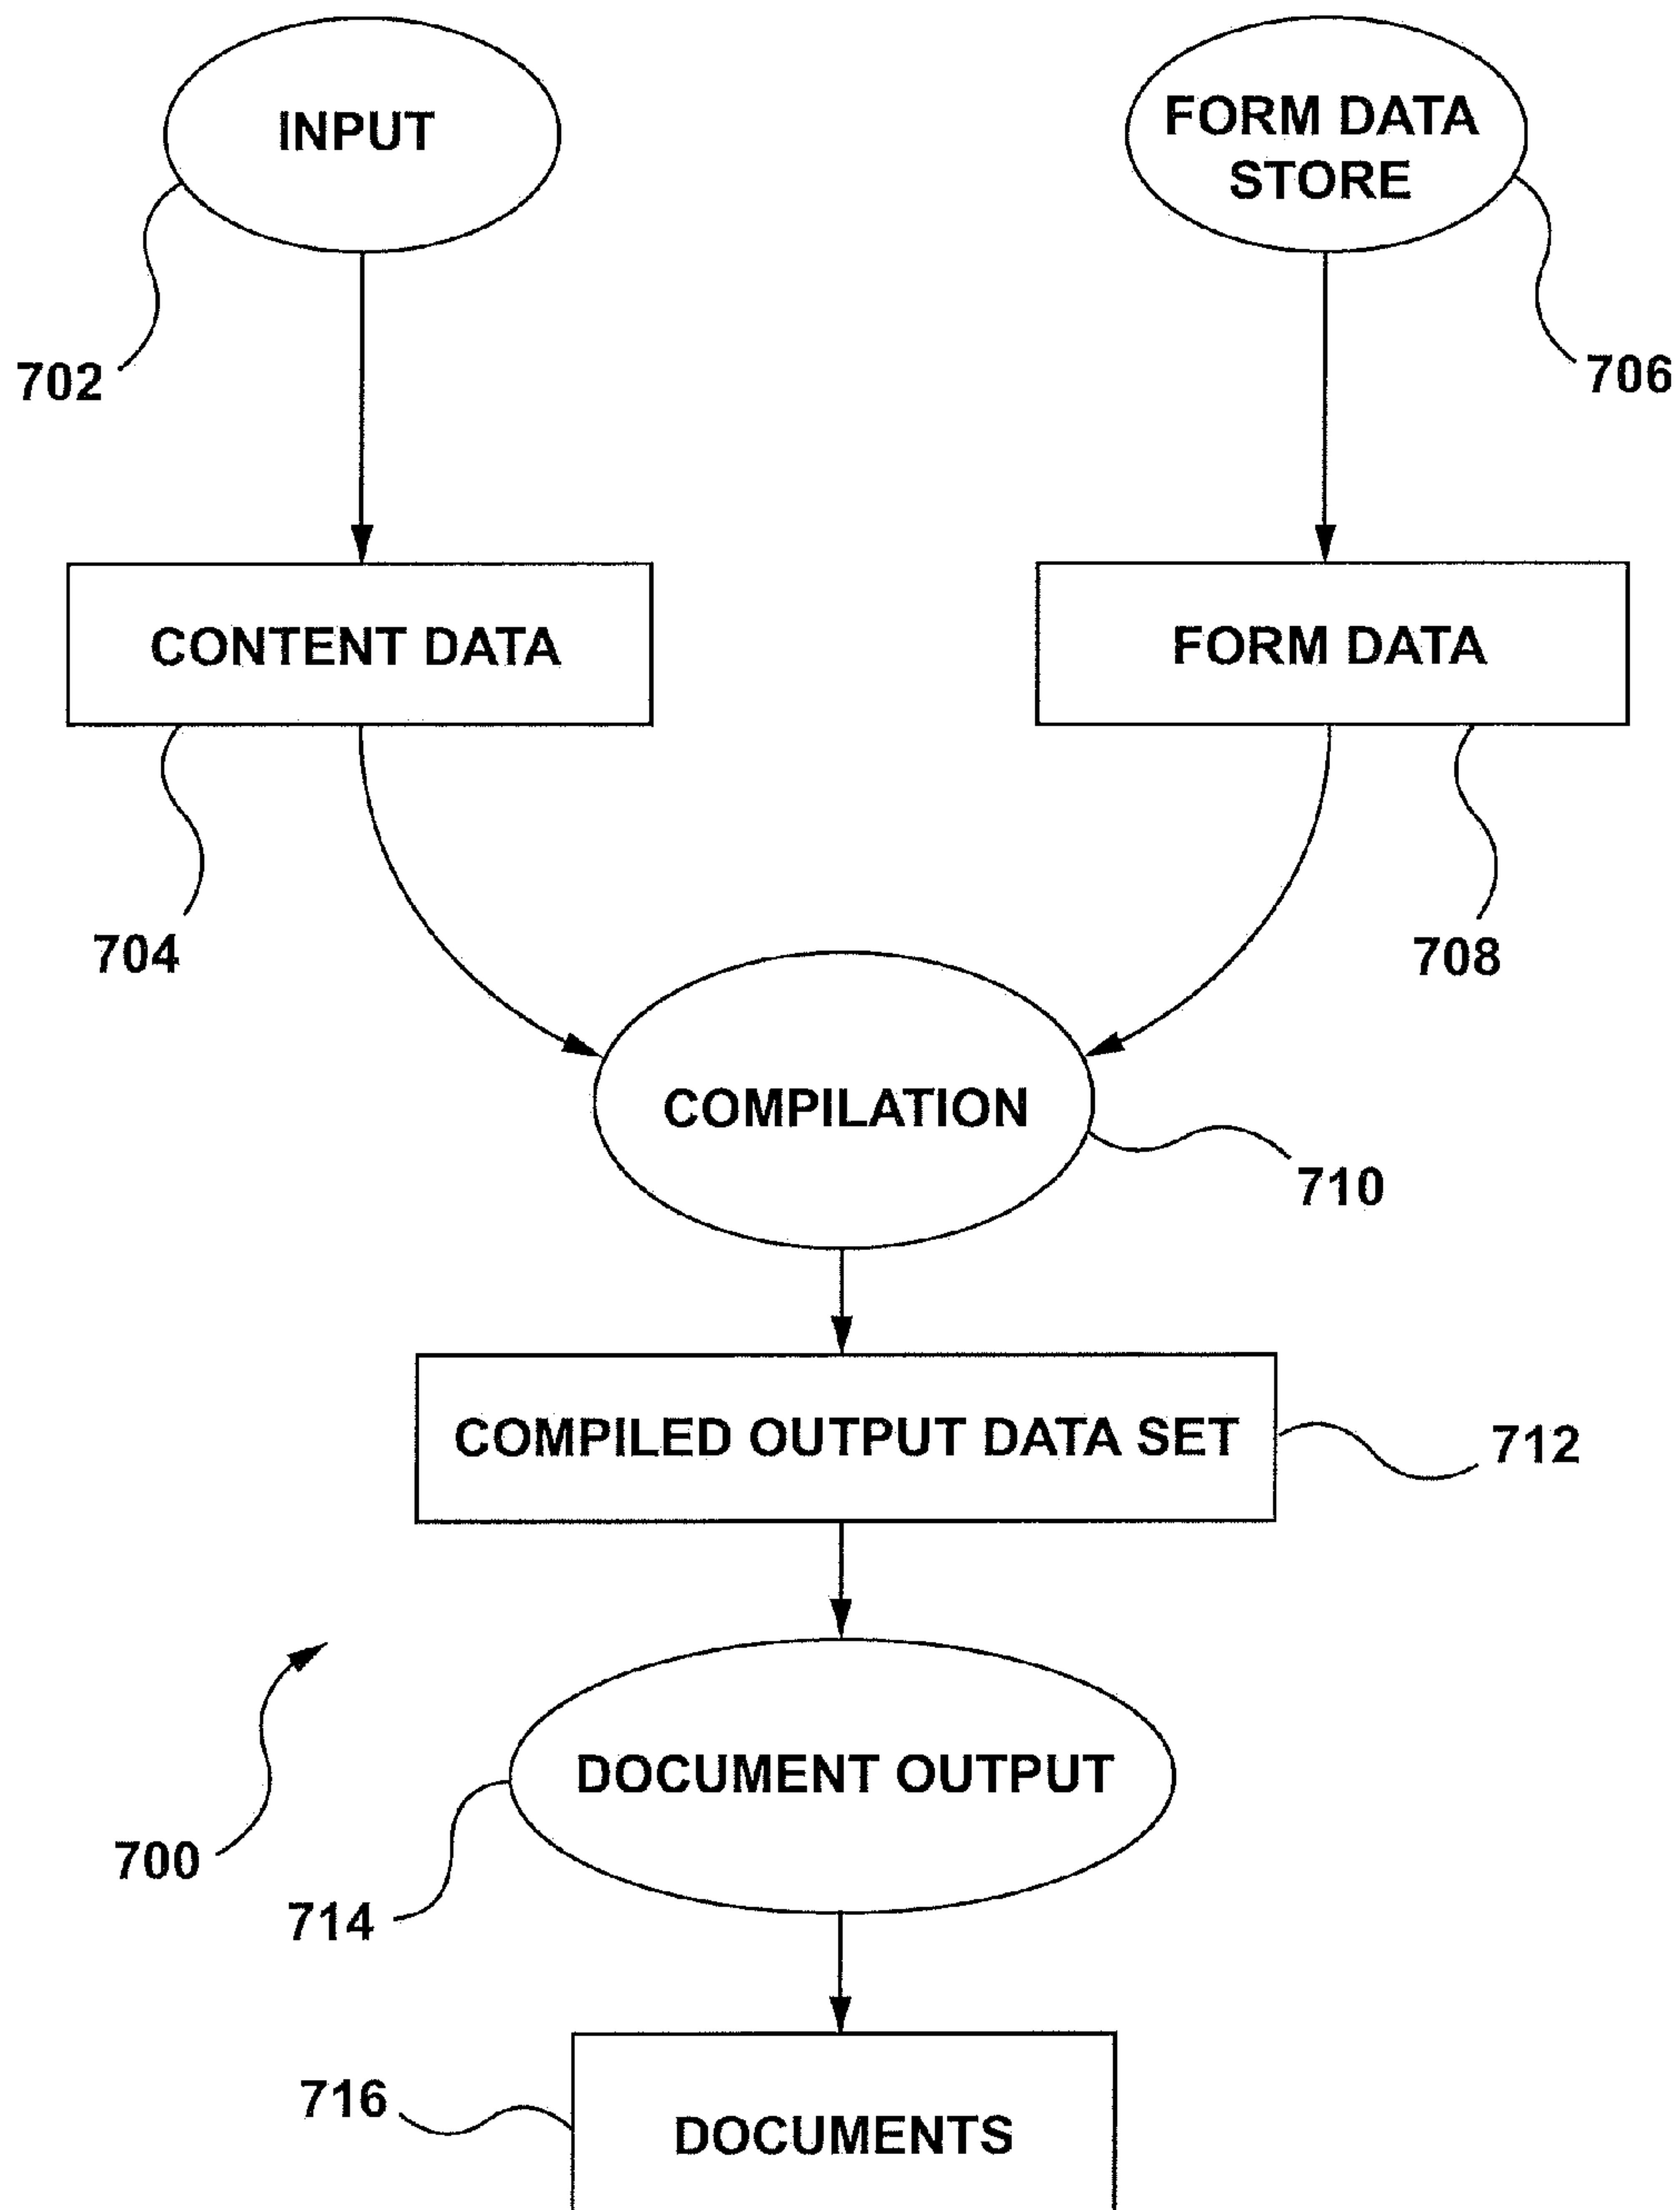 INPUT
FORM DATA
STORE
702
706
CONTENT DATA
FORM DATA
704
708
COMPILATION
710
COMPILED OUTPUT DATA SET
712
DOCUMENT OUTPUT
700
714
716
DOCUMENTS